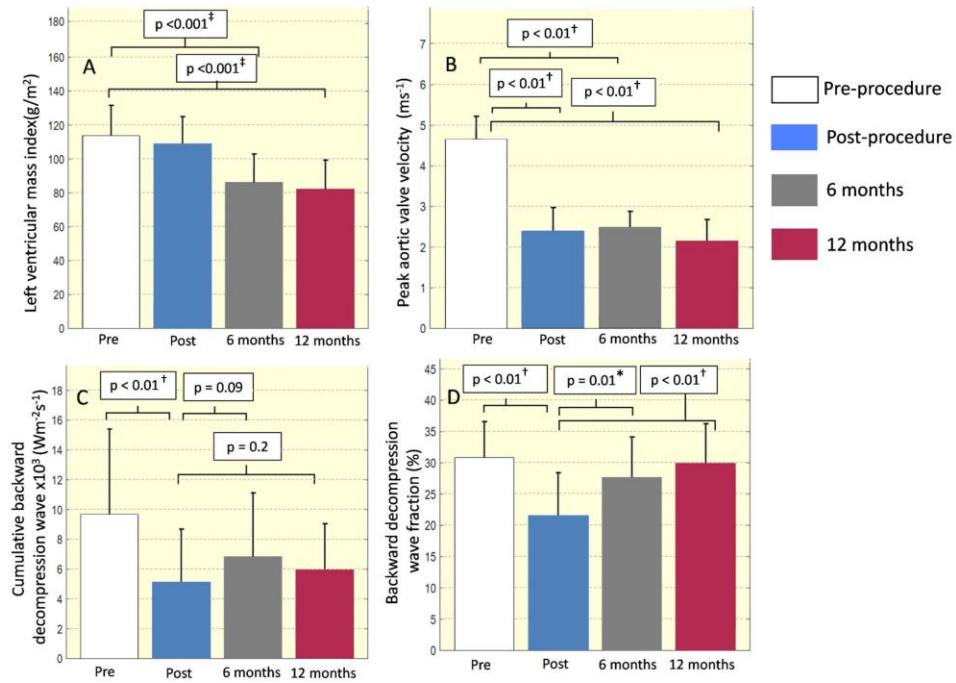 A
Left ventricular mass index(g/m²)
180
160
140
120
100
80
60
40
20
0
p <0.001‡
p <0.001‡
Pre
Post
6 months
12 months
B
Peak aortic valve velocity (ms⁻¹)
7
6
5
4
3
2
1
0
p < 0.01†
p < 0.01†
p < 0.01†
Pre
Post
6 months
12 months
Pre-procedure
Post-procedure
6 months
12 months
C
Cumulative backward
decompression wave x10³ (Wm⁻²s⁻¹)
18
16
14
12
10
8
6
4
2
0
p < 0.01†
p = 0.09
p = 0.2
Pre
Post
6 months
12 months
D
Backward decompression
wave fraction (%)
45
40
35
30
25
20
15
10
5
0
p < 0.01†
p = 0.01*
p < 0.01†
Pre
Post
6 months
12 months